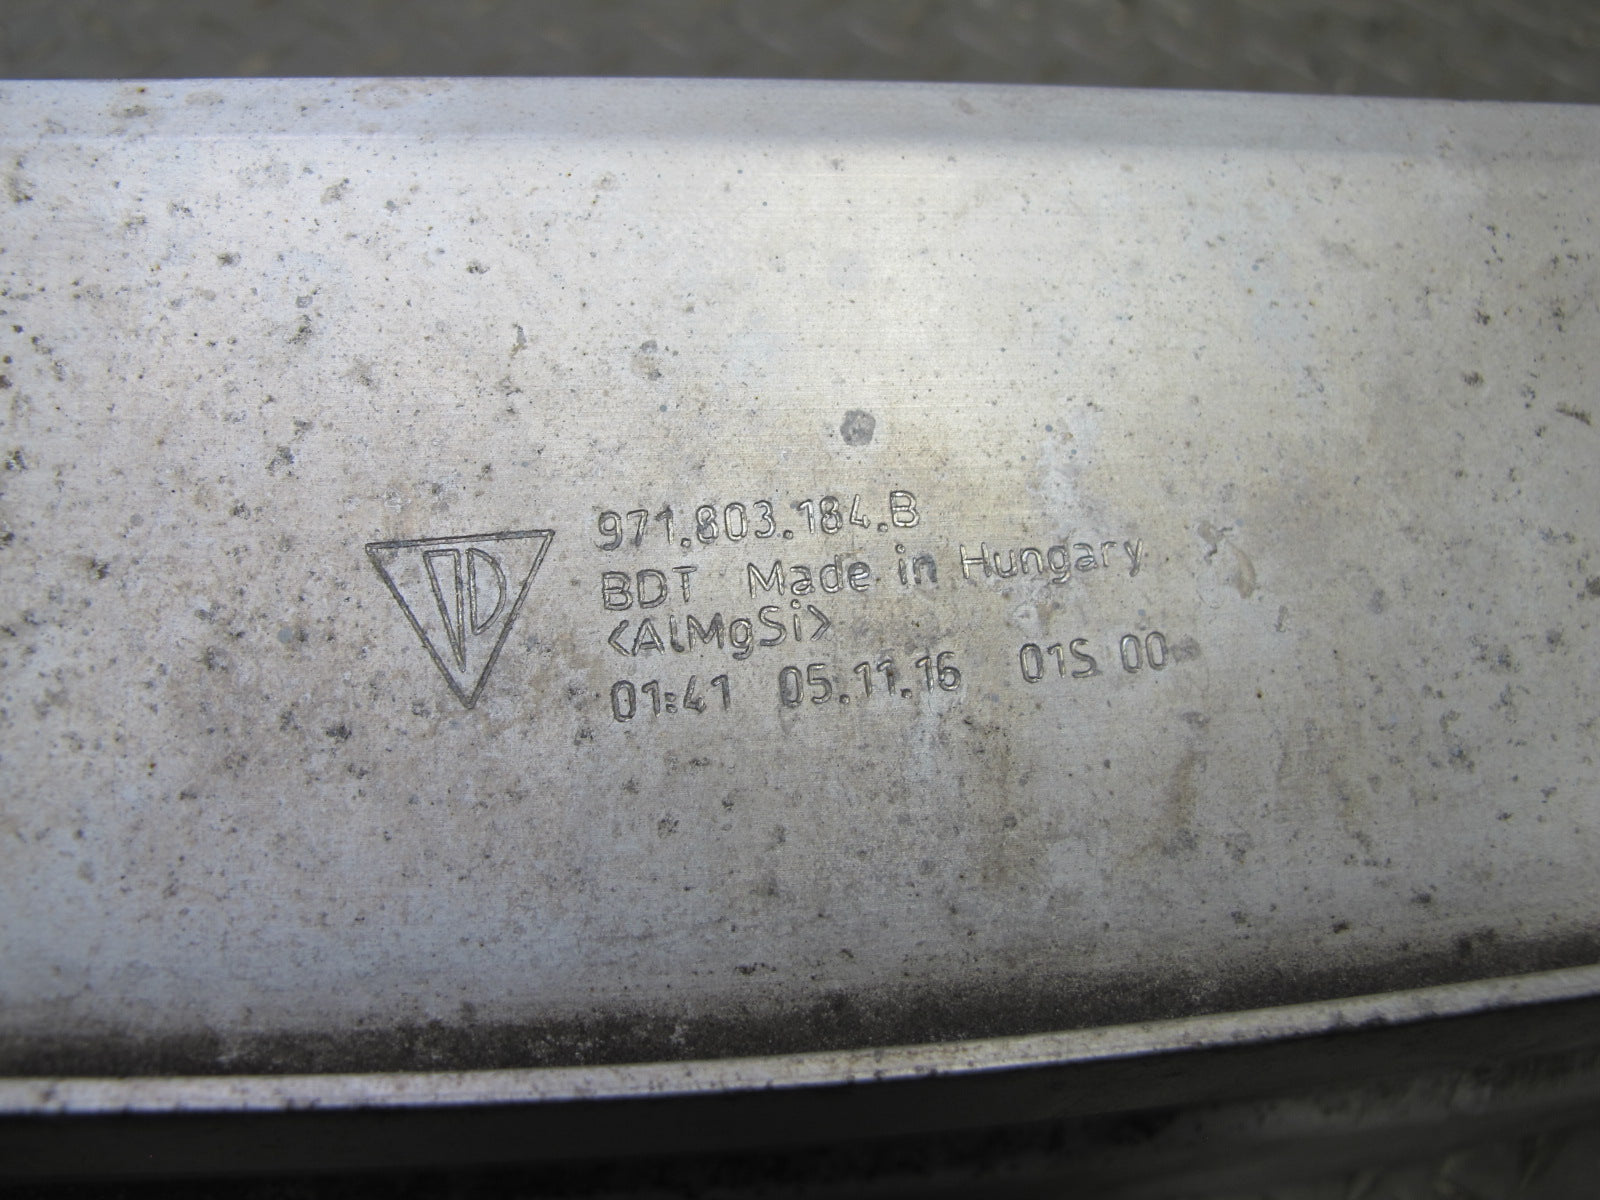 971.803.184.B
BDT Made in Hungary
<AlMgSi>
01:41 05.11.16 01S 00